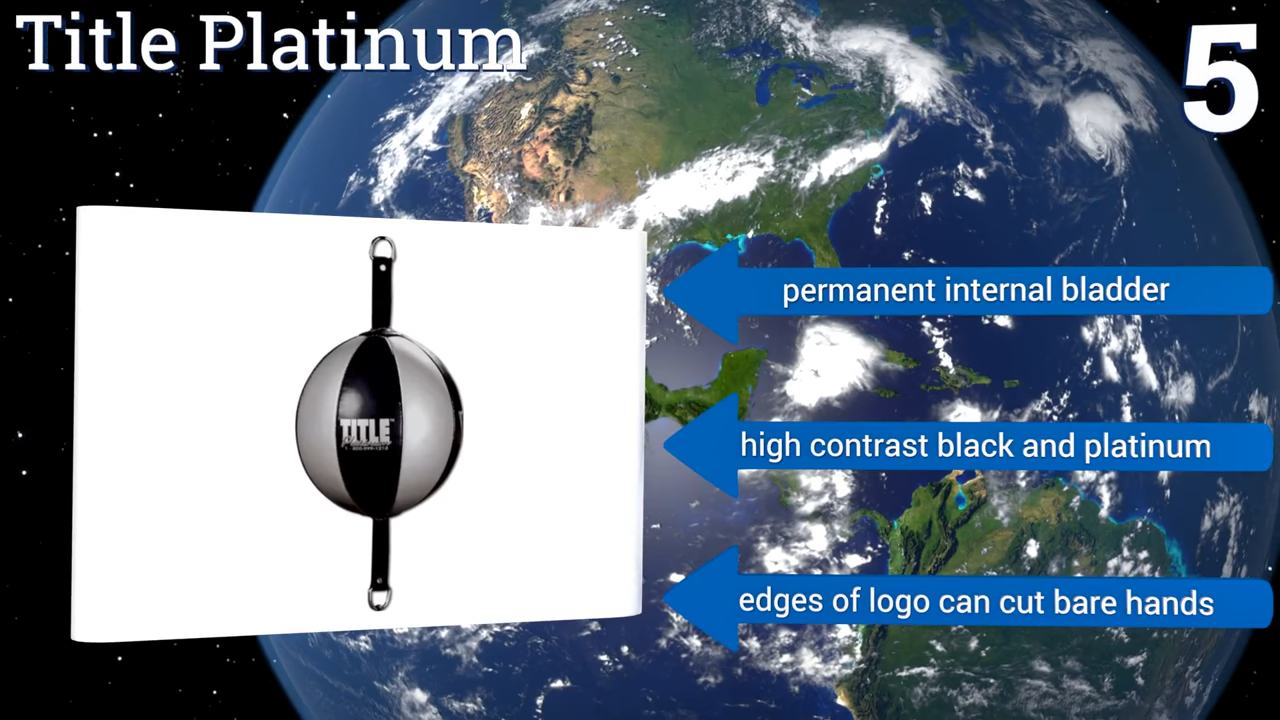 Title Platinum
5
permanent internal bladder
high contrast black and platinum
edges of logo can cut bare hands
TITLE